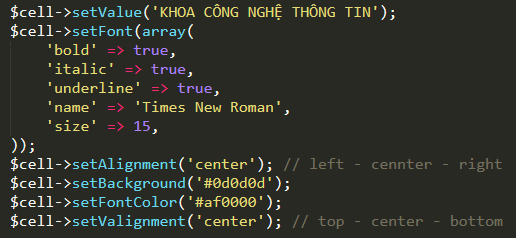 $cell->setValue('KHOA CÔNG NGHỆ THÔNG TIN');
$cell->setFont(array(
    'bold' => true,
    'italic' => true,
    'underline' => true,
    'name' => 'Times New Roman',
    'size' => 15,
));
$cell->setAlignment('center'); // left - cennter - right
$cell->setBackground('#0d0d0d');
$cell->setFontColor('#af0000');
$cell->setValignment('center'); // top - center - bottom